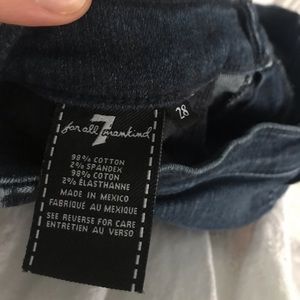 for all 7 mankind
28
98% COTTON
2% SPANDEX
98% COTON
2% ÉLASTHANNE
MADE IN MEXICO
FABRIQUÉ AU MEXIQUE
SEE REVERSE FOR CARE
ENTRETIEN AU VERSO